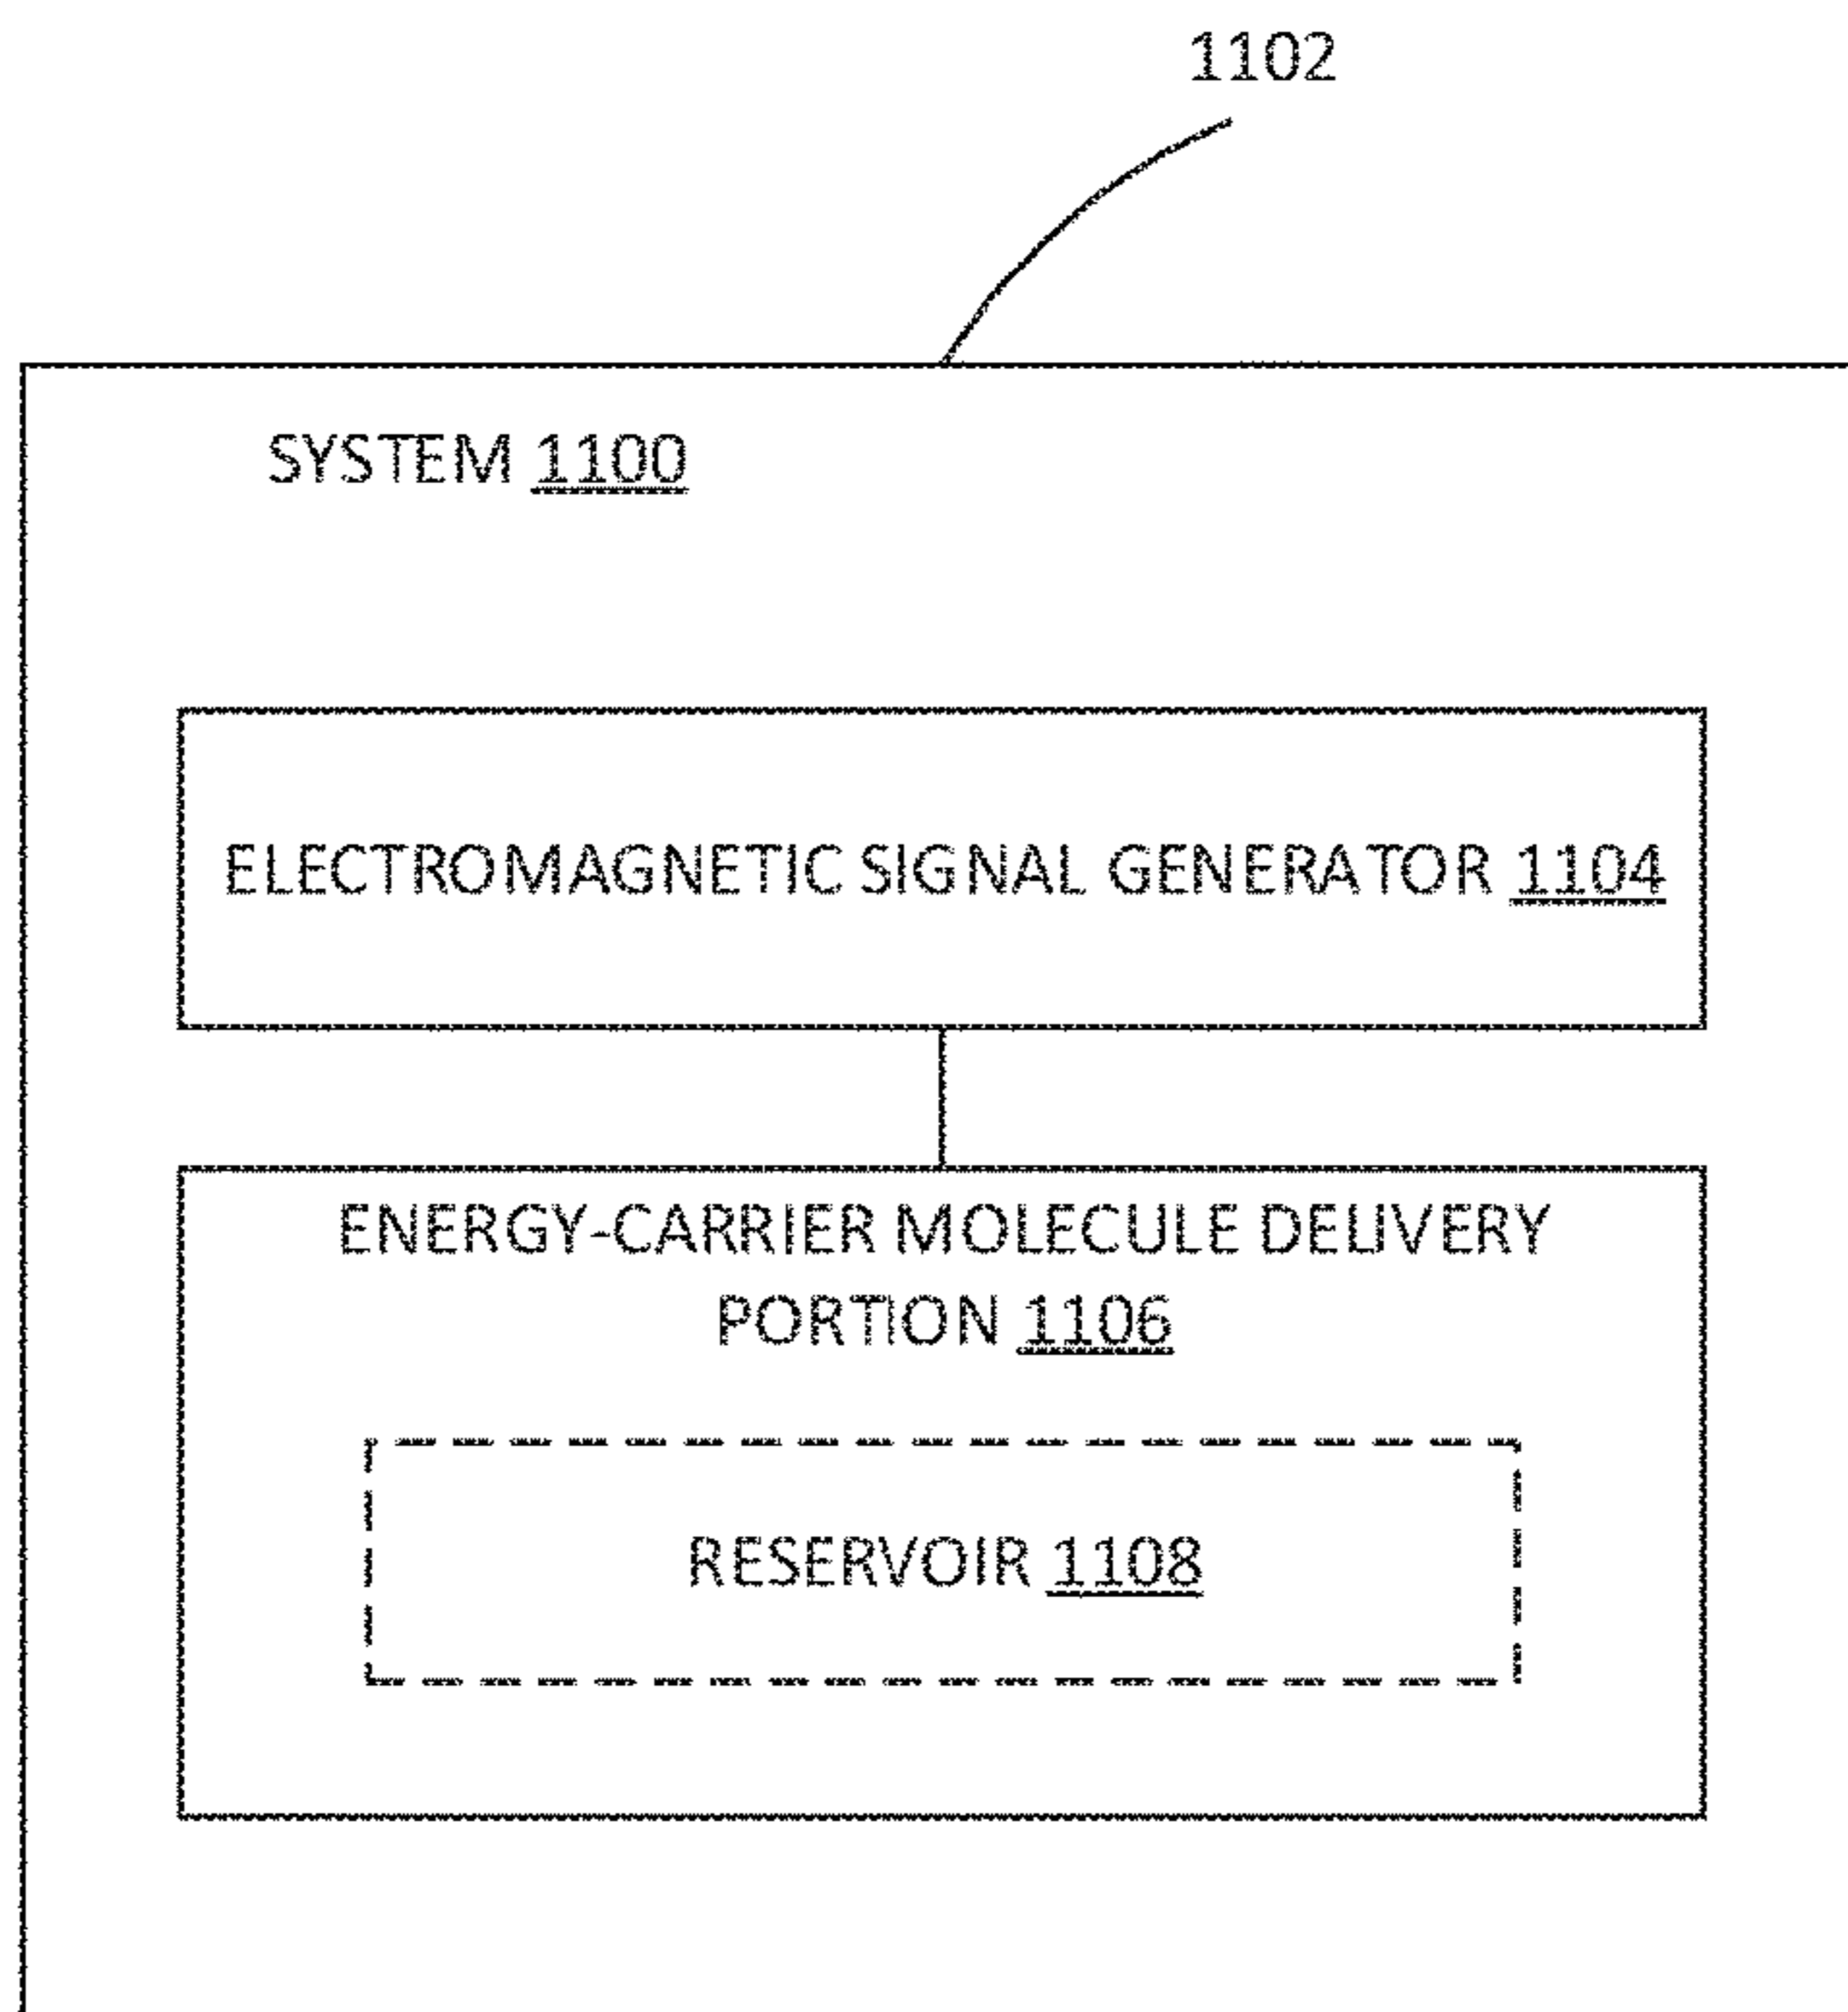 1102
SYSTEM 1100
ELECTROMAGNETIC SIGNAL GENERATOR 1104
ENERGY-CARRIER MOLECULE DELIVERY
PORTION 1106
RESERVOIR 1108